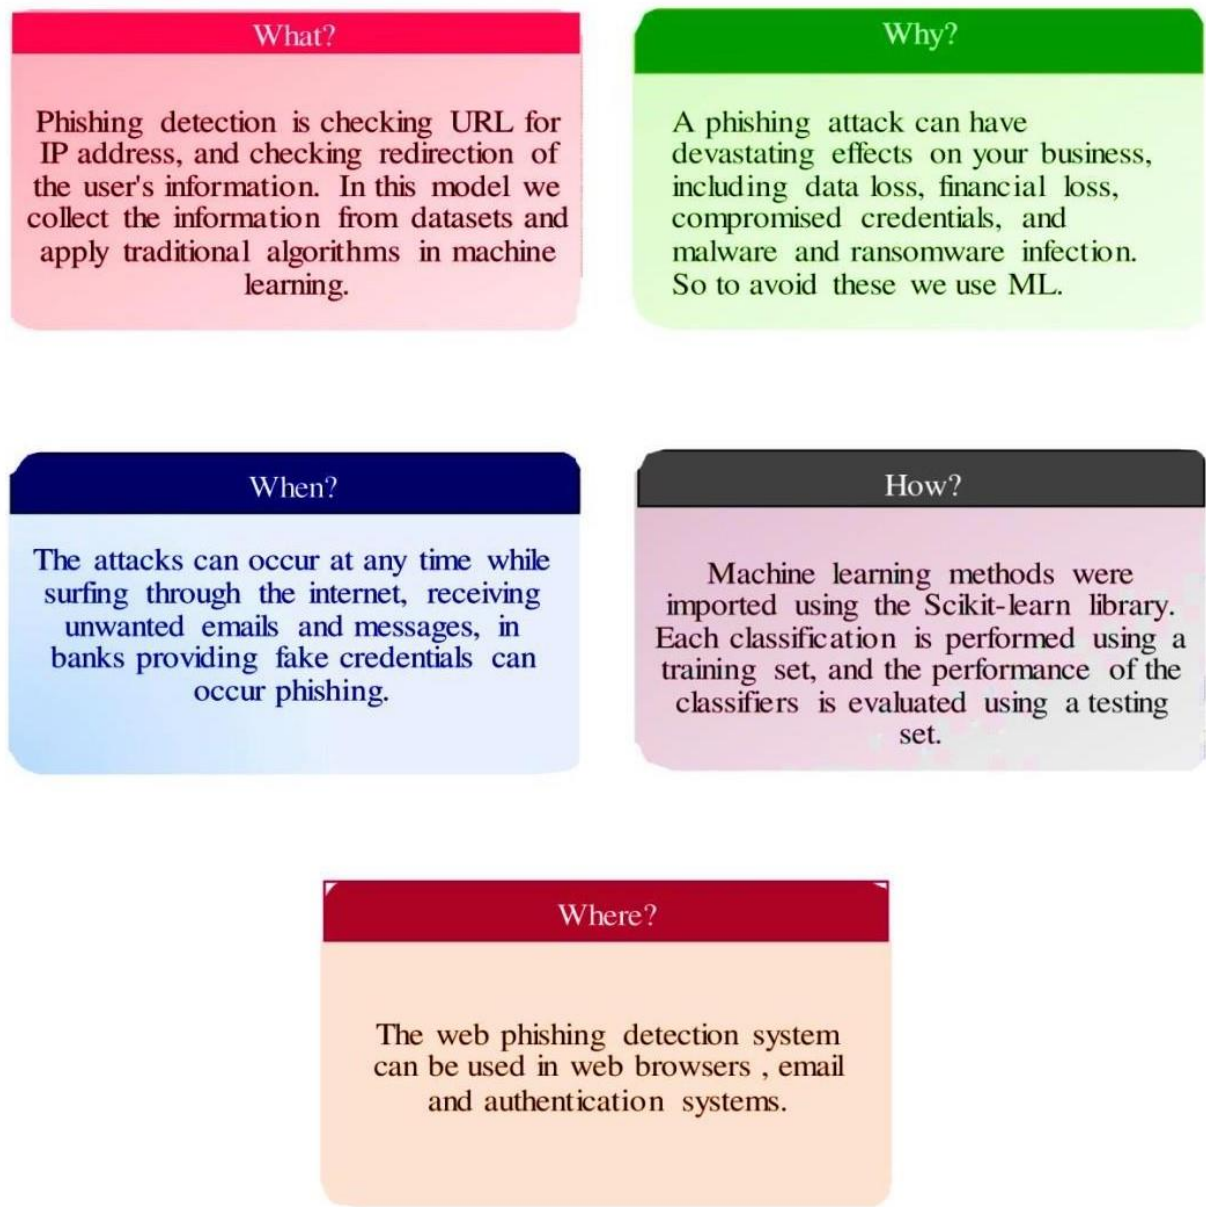 What?
Phishing detection is checking URL for
IP address, and checking redirection of
the user's information. In this model we
collect the information from datasets and
apply traditional algorithms in machine
learning.
Why?
A phishing attack can have
devastating effects on your business,
including data loss, financial loss,
compromised credentials, and
malware and ransomware infection.
So to avoid these we use ML.
When?
The attacks can occur at any time while
surfing through the internet, receiving
unwanted emails and messages, in
banks providing fake credentials can
occur phishing.
How?
Machine learning methods were
imported using the Scikit-learn library.
Each classification is performed using a
training set, and the performance of the
classifiers is evaluated using a testing
set.
Where?
The web phishing detection system
can be used in web browsers , email
and authentication systems.